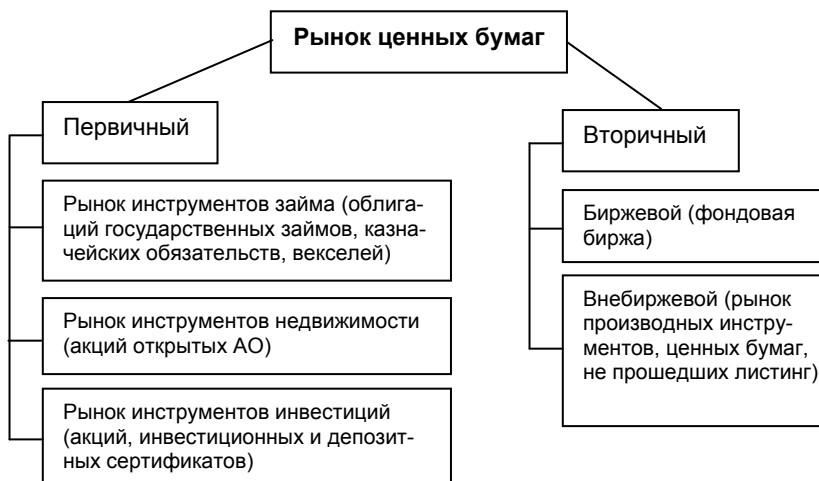 Рынок ценных бумаг
Первичный
Рынок инструментов займа (облига-
ций государственных займов, казна-
чейских обязательств, векселей)
Рынок инструментов недвижимости
(акций открытых АО)
Рынок инструментов инвестиций
(акций, инвестиционных и депозит-
ных сертификатов)
Вторичный
Биржевой (фондовая
биржа)
Внебиржевой (рынок
производных инстру-
ментов, ценных бумаг,
не прошедших листинг)